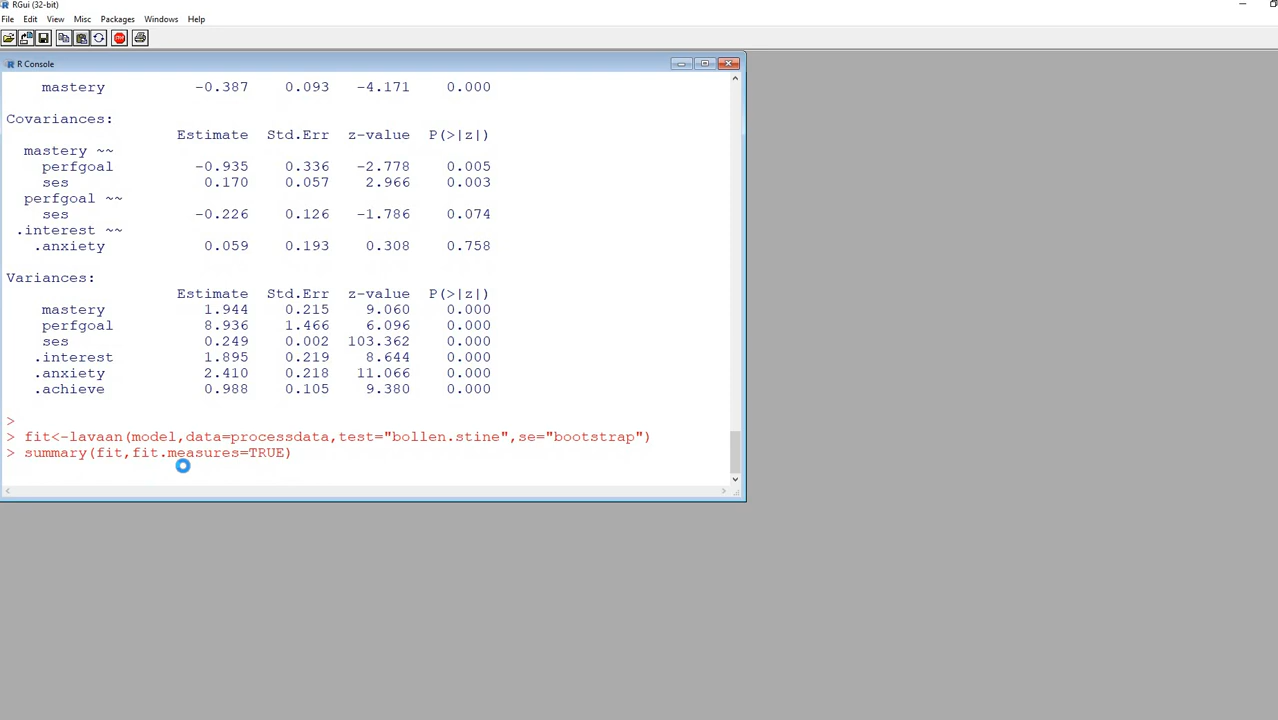 RGui (32-bit)
File Edit View Misc Packages Windows Help
STOP
R Console
mastery -0.387 0.093 -4.171 0.000
Covariances:
Estimate Std.Err z-value P(>|z|)
mastery ~~
perfgoal -0.935 0.336 -2.778 0.005
ses 0.170 0.057 2.966 0.003
perfgoal ~~
ses -0.226 0.126 -1.786 0.074
.interest ~~
.anxiety 0.059 0.193 0.308 0.758
Variances:
Estimate Std.Err z-value P(>|z|)
mastery 1.944 0.215 9.060 0.000
perfgoal 8.936 1.466 6.096 0.000
ses 0.249 0.002 103.362 0.000
.interest 1.895 0.219 8.644 0.000
.anxiety 2.410 0.218 11.066 0.000
.achieve 0.988 0.105 9.380 0.000
>
> fit<-lavaan(model,data=processdata,test="bollen.stine",se="bootstrap")
> summary(fit,fit.measures=TRUE)